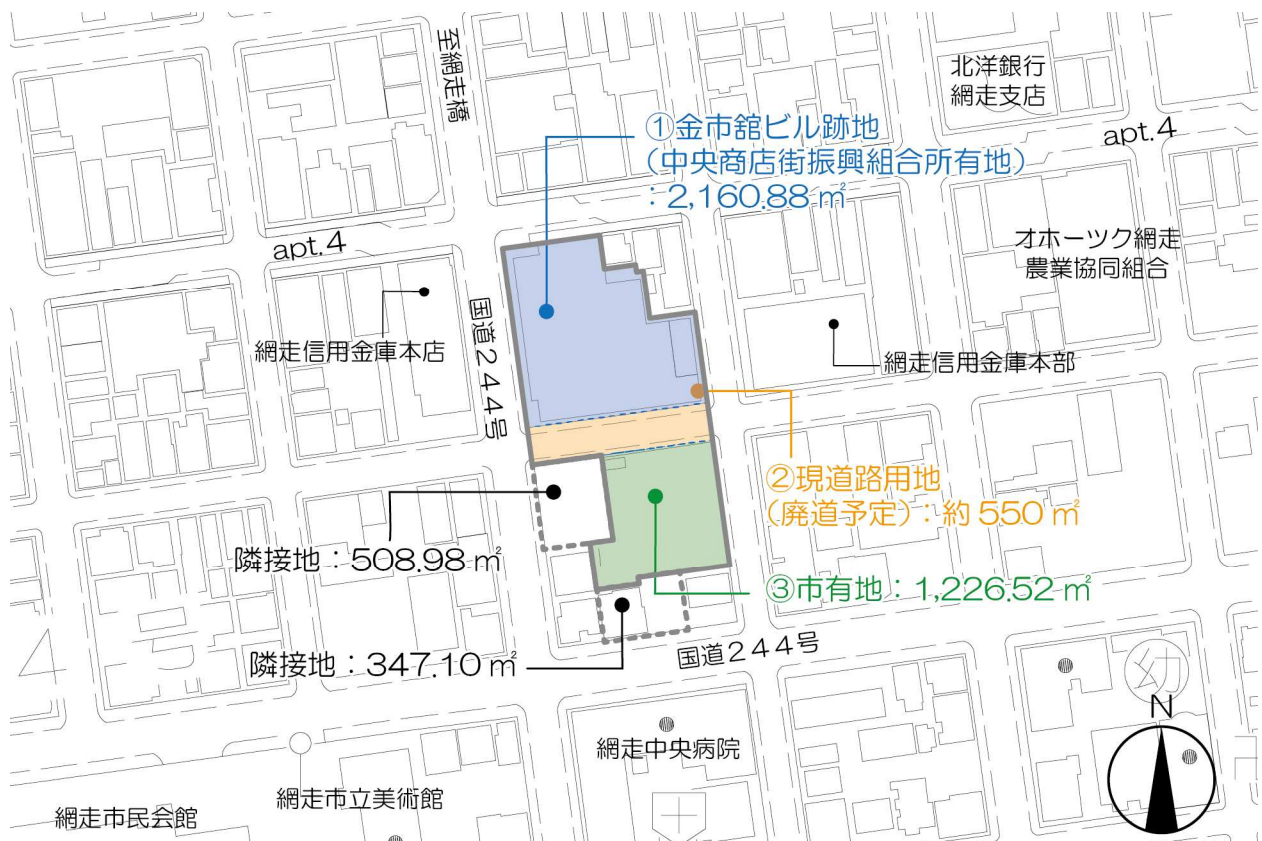 至網走橋
北洋銀行
網走支店
apt.4
①金市舘ビル跡地
(中央商店街振興組合所有地)
:2,160.88㎡
オホーツク網走
農業協同組合
apt.4
国道244号
網走信用金庫本店
網走信用金庫本部
②現道路用地
(廃道予定):約550㎡
隣接地:508.98㎡
③市有地:1,226.52㎡
隣接地:347.10㎡
国道244号
幼
N
網走中央病院
網走市立美術館
網走市民会館